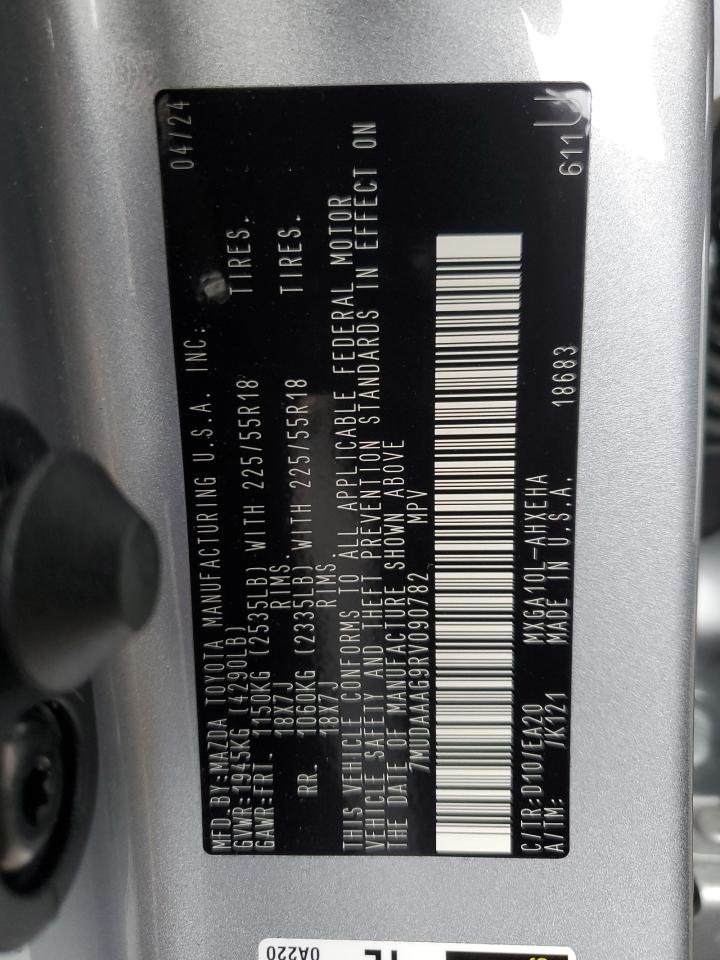 MFD.BY:MAZDA TOYOTA MANUFACTURING U.S.A. INC. 04/24
GVWR:1945KG (4290LB)
GAWR:FRT. 1150KG (2535LB) WITH 225/55R18 TIRES.
18X7J RIMS.
RR. 1060KG (2335LB) WITH 225/55R18 TIRES.
18X7J RIMS.
THIS VEHICLE CONFORMS TO ALL APPLICABLE FEDERAL MOTOR
VEHICLE SAFETY AND THEFT PREVENTION STANDARDS IN EFFECT ON
THE DATE OF MANUFACTURE SHOWN ABOVE
7MUDAAAG9RV090782 MPV
C/TR:D10/EA20 MXGA10L-AHXEHA 18683 611U
A/TM: /K121 MADE IN U.S.A.
0A220